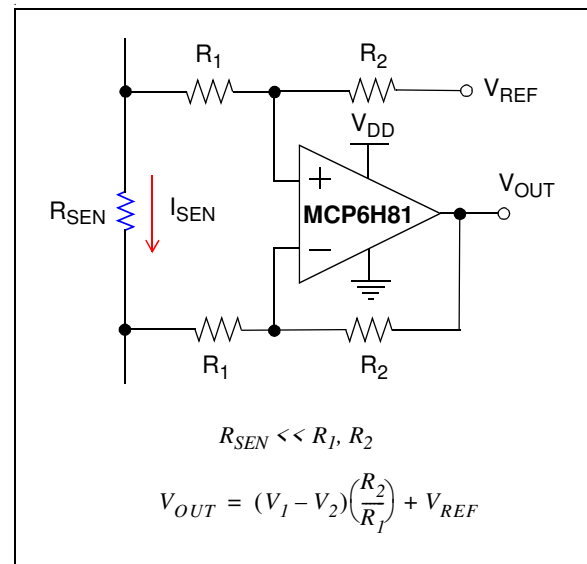 R1
R2
VREF
VDD
VOUT
RSEN
ISEN
+
MCP6H81
−
R1
R2
RSEN << R1, R2
VOUT = (V1 – V2)(R2/R1) + VREF